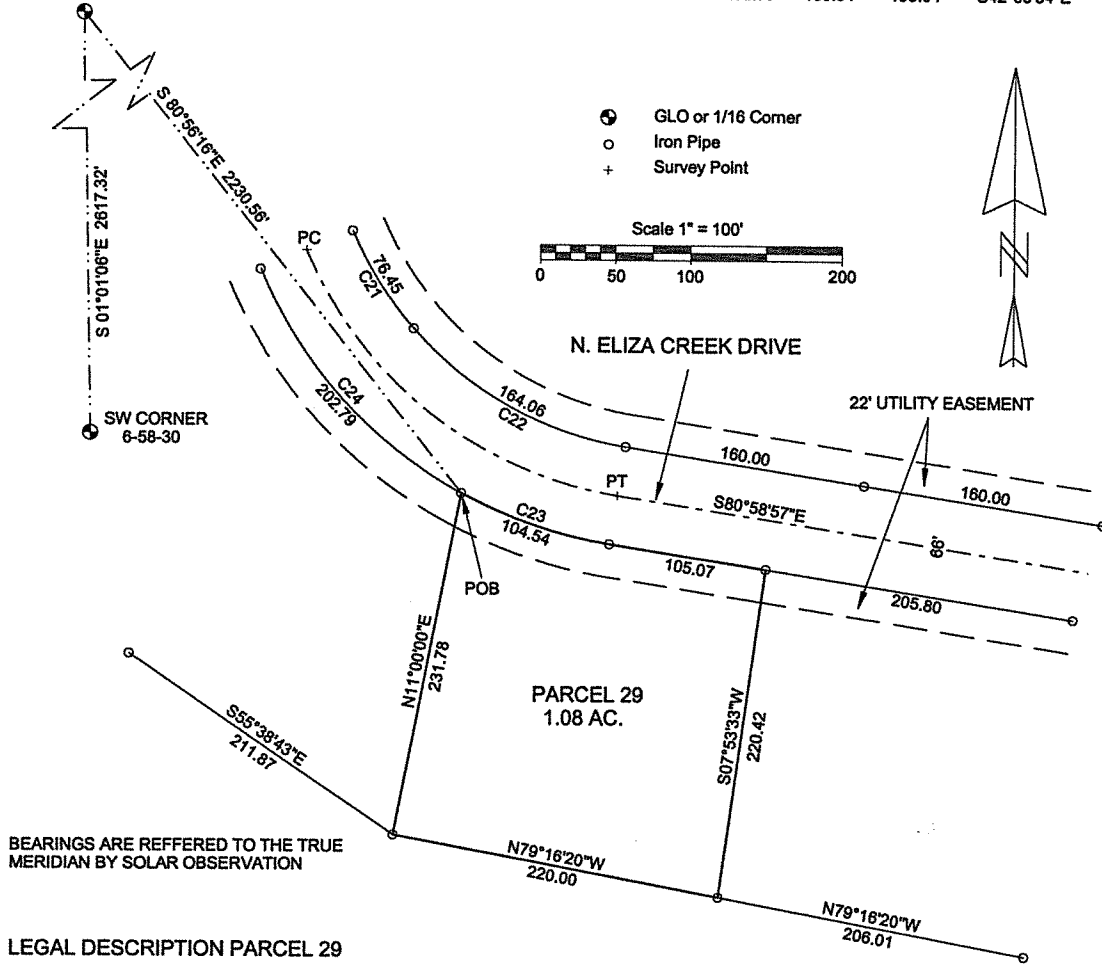 S42°08'04"E
GLO or 1/16 Corner
Iron Pipe
Survey Point
Scale 1" = 100'
0 50 100 200
S 80°56'16"E 2230.56'
S 01°01'06"E 2617.32'
SW CORNER
6-58-30
PC
76.45
C21
N. ELIZA CREEK DRIVE
C24
202.79
164.06
C22
22' UTILITY EASEMENT
160.00
160.00
PT
S80°58'57"E
66'
C23
104.54
105.07
205.80
POB
N11°00'00"E
231.78
PARCEL 29
1.08 AC.
S07°53'33"W
220.42
S55°38'43"E
211.87
BEARINGS ARE REFFERED TO THE TRUE
MERIDIAN BY SOLAR OBSERVATION
N79°16'20"W
220.00
N79°16'20"W
206.01
N
LEGAL DESCRIPTION PARCEL 29